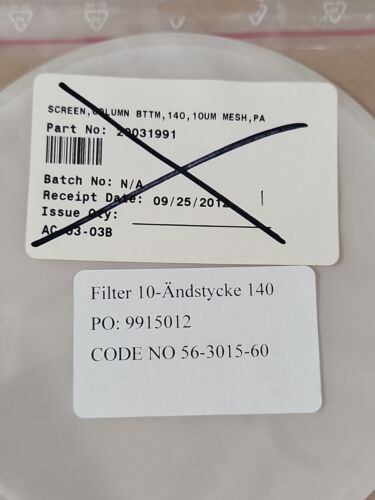 SCREEN,COLUMN BTTM,140,10UM MESH,PA
Part No: 20031991
Batch No: N/A
Receipt Date: 09/25/2012
Issue Qty:
AC-03-03B
Filter 10-Ändstycke 140
PO: 9915012
CODE NO 56-3015-60